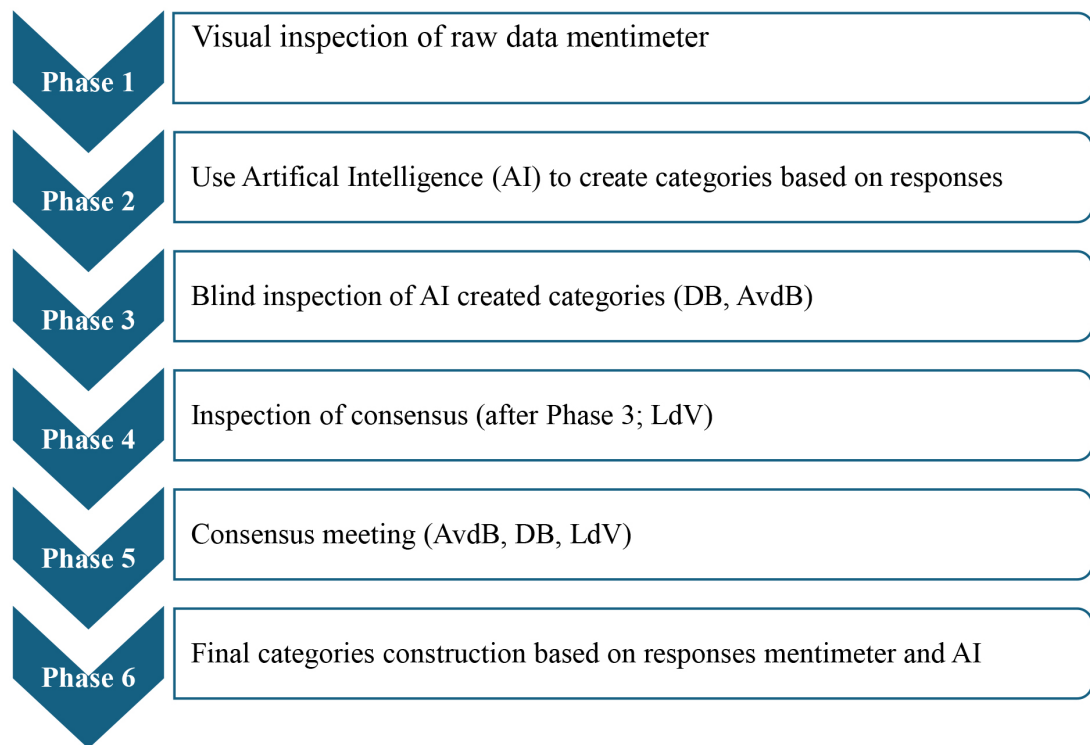 Phase 1
Visual inspection of raw data mentimeter
Phase 2
Use Artifical Intelligence (AI) to create categories based on responses
Phase 3
Blind inspection of AI created categories (DB, AvdB)
Phase 4
Inspection of consensus (after Phase 3; LdV)
Phase 5
Consensus meeting (AvdB, DB, LdV)
Phase 6
Final categories construction based on responses mentimeter and AI